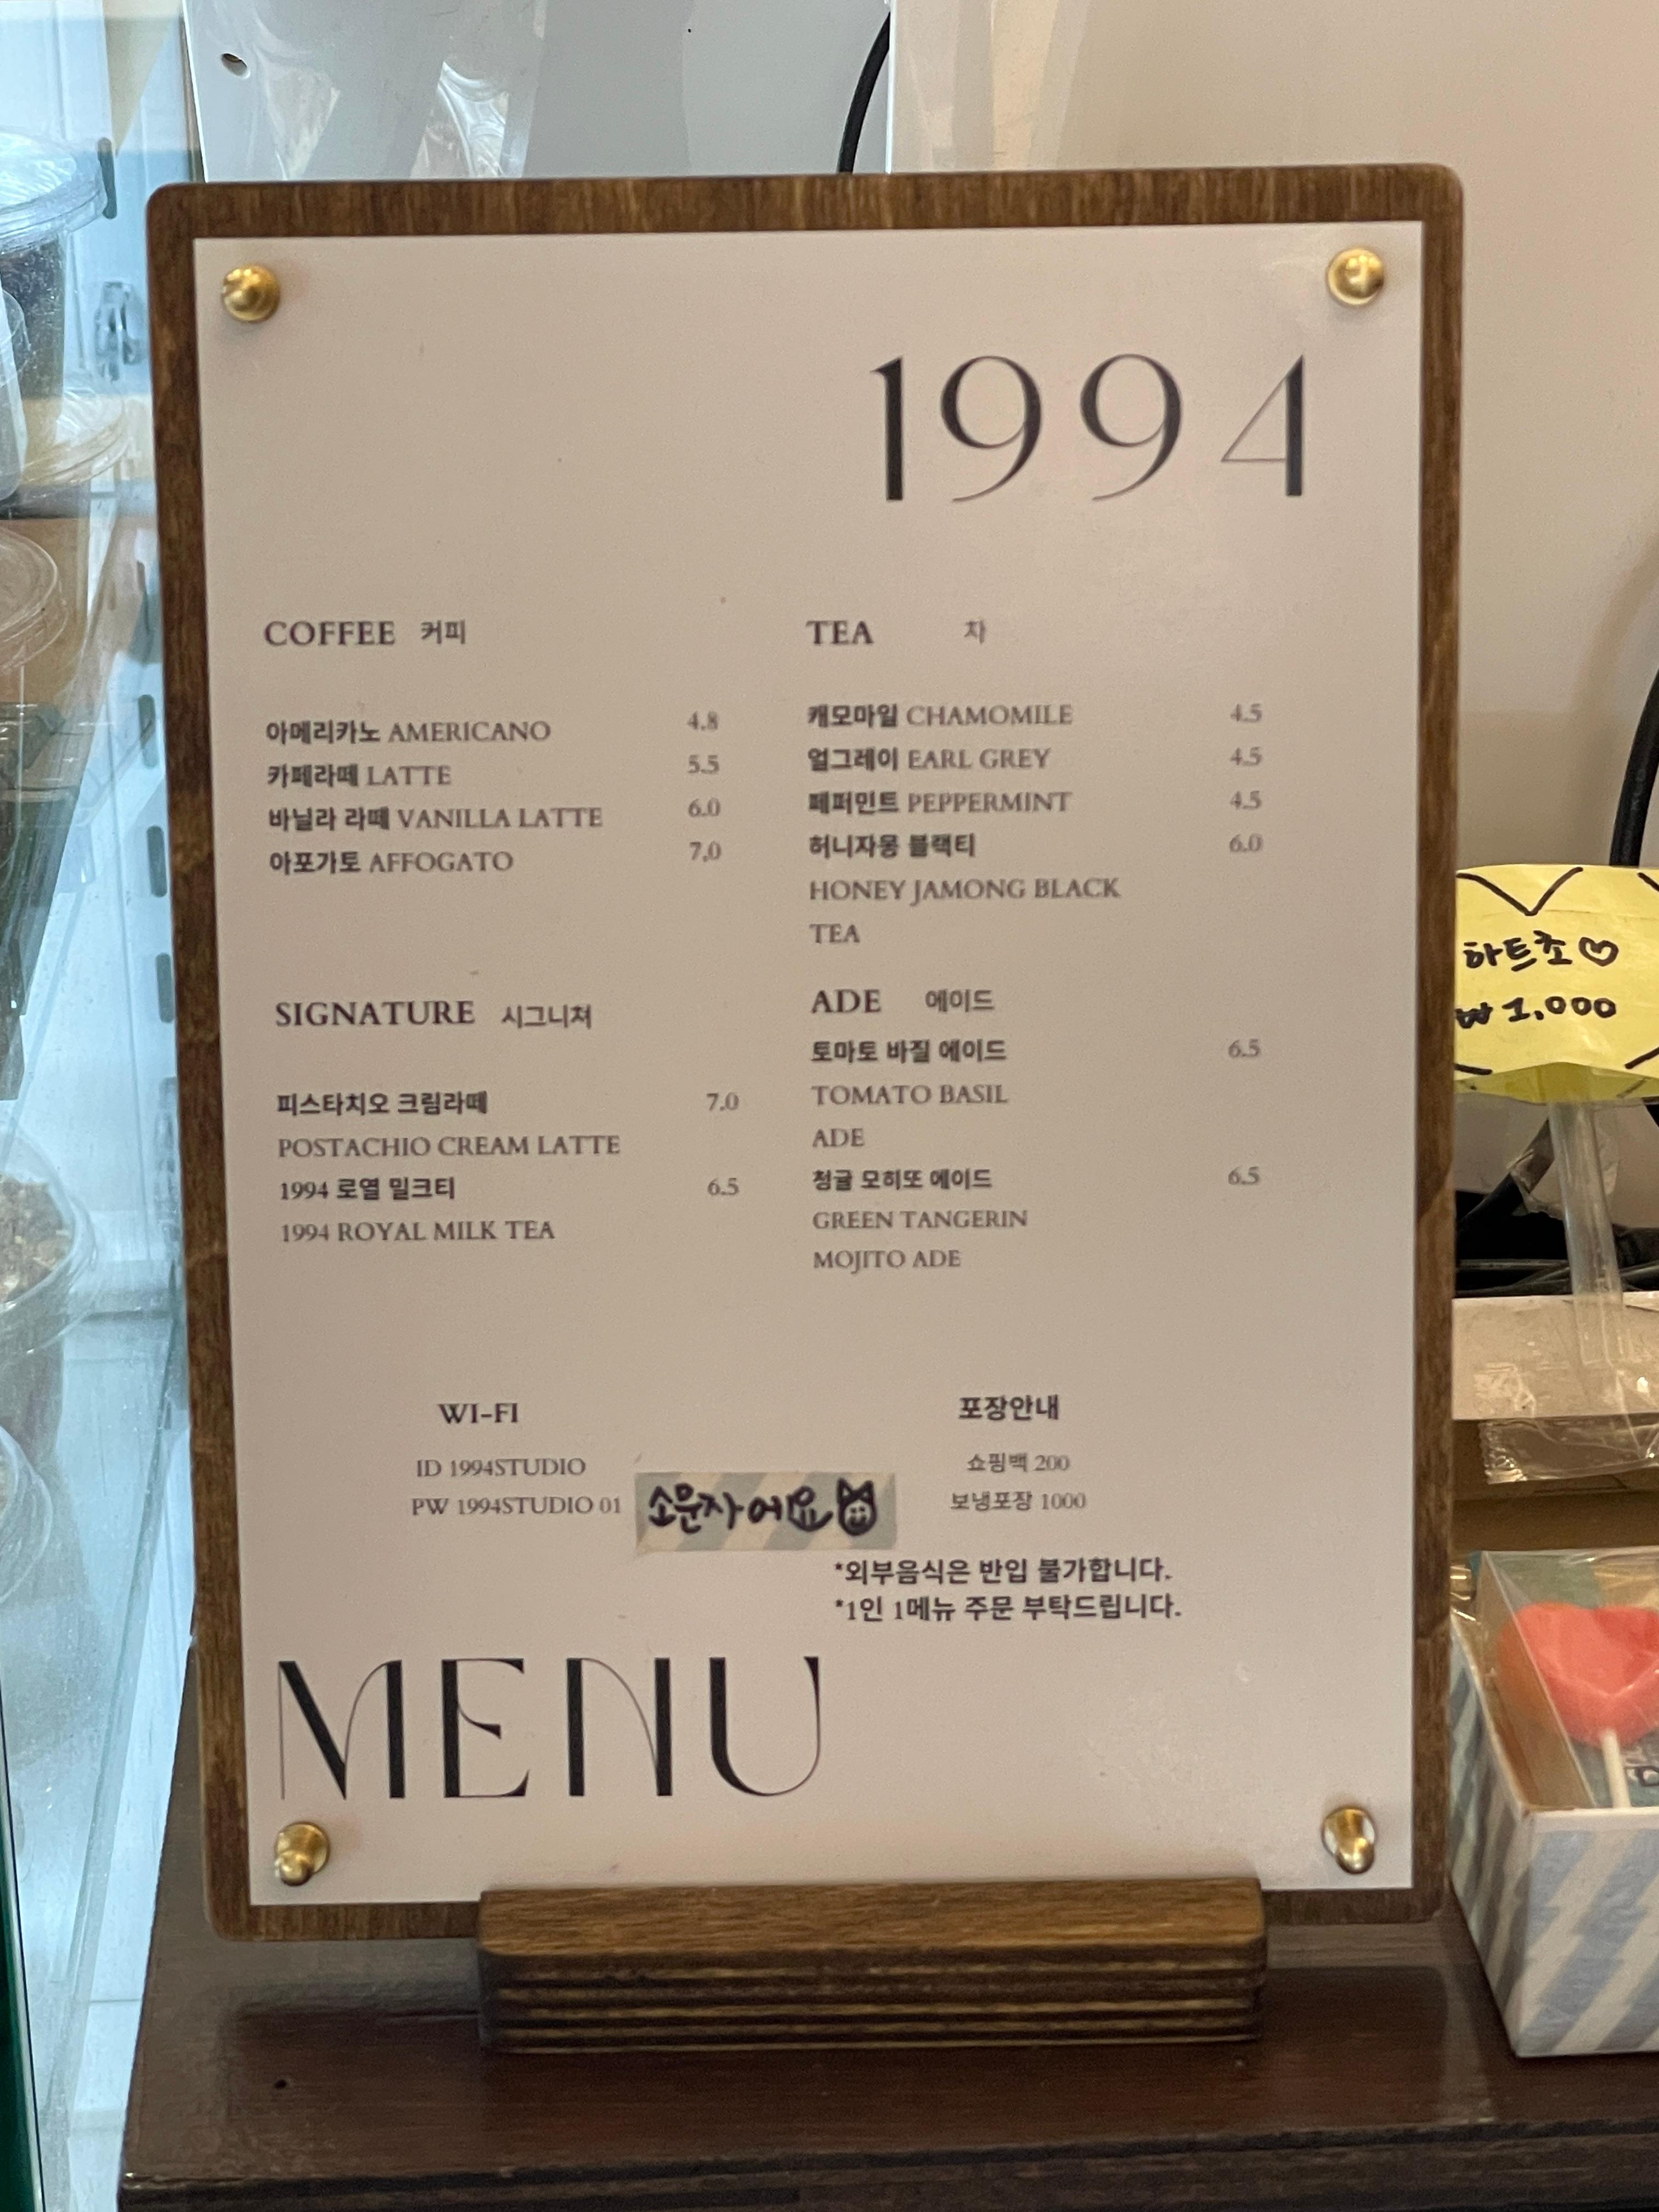 1994
COFFEE 커피
아메리카노 AMERICANO 4.8
카페라떼 LATTE 5.5
바닐라 라떼 VANILLA LATTE 6.0
아포가토 AFFOGATO 7.0
SIGNATURE 시그니쳐
피스타치오 크림라떼 7.0
POSTACHIO CREAM LATTE
1994 로열 밀크티 6.5
1994 ROYAL MILK TEA
TEA 차
캐모마일 CHAMOMILE 4.5
얼그레이 EARL GREY 4.5
페퍼민트 PEPPERMINT 4.5
허니자몽 블랙티 6.0
HONEY JAMONG BLACK
TEA
ADE 에이드
토마토 바질 에이드 6.5
TOMATO BASIL
ADE
청귤 모히또 에이드 6.5
GREEN TANGERIN
MOJITO ADE
WI-FI
ID 1994STUDIO
PW 1994STUDIO 01
소문자에요
포장안내
쇼핑백 200
보냉포장 1000
*외부음식은 반입 불가합니다.
*1인 1메뉴 주문 부탁드립니다.
MENU
하트초♡
₩1,000